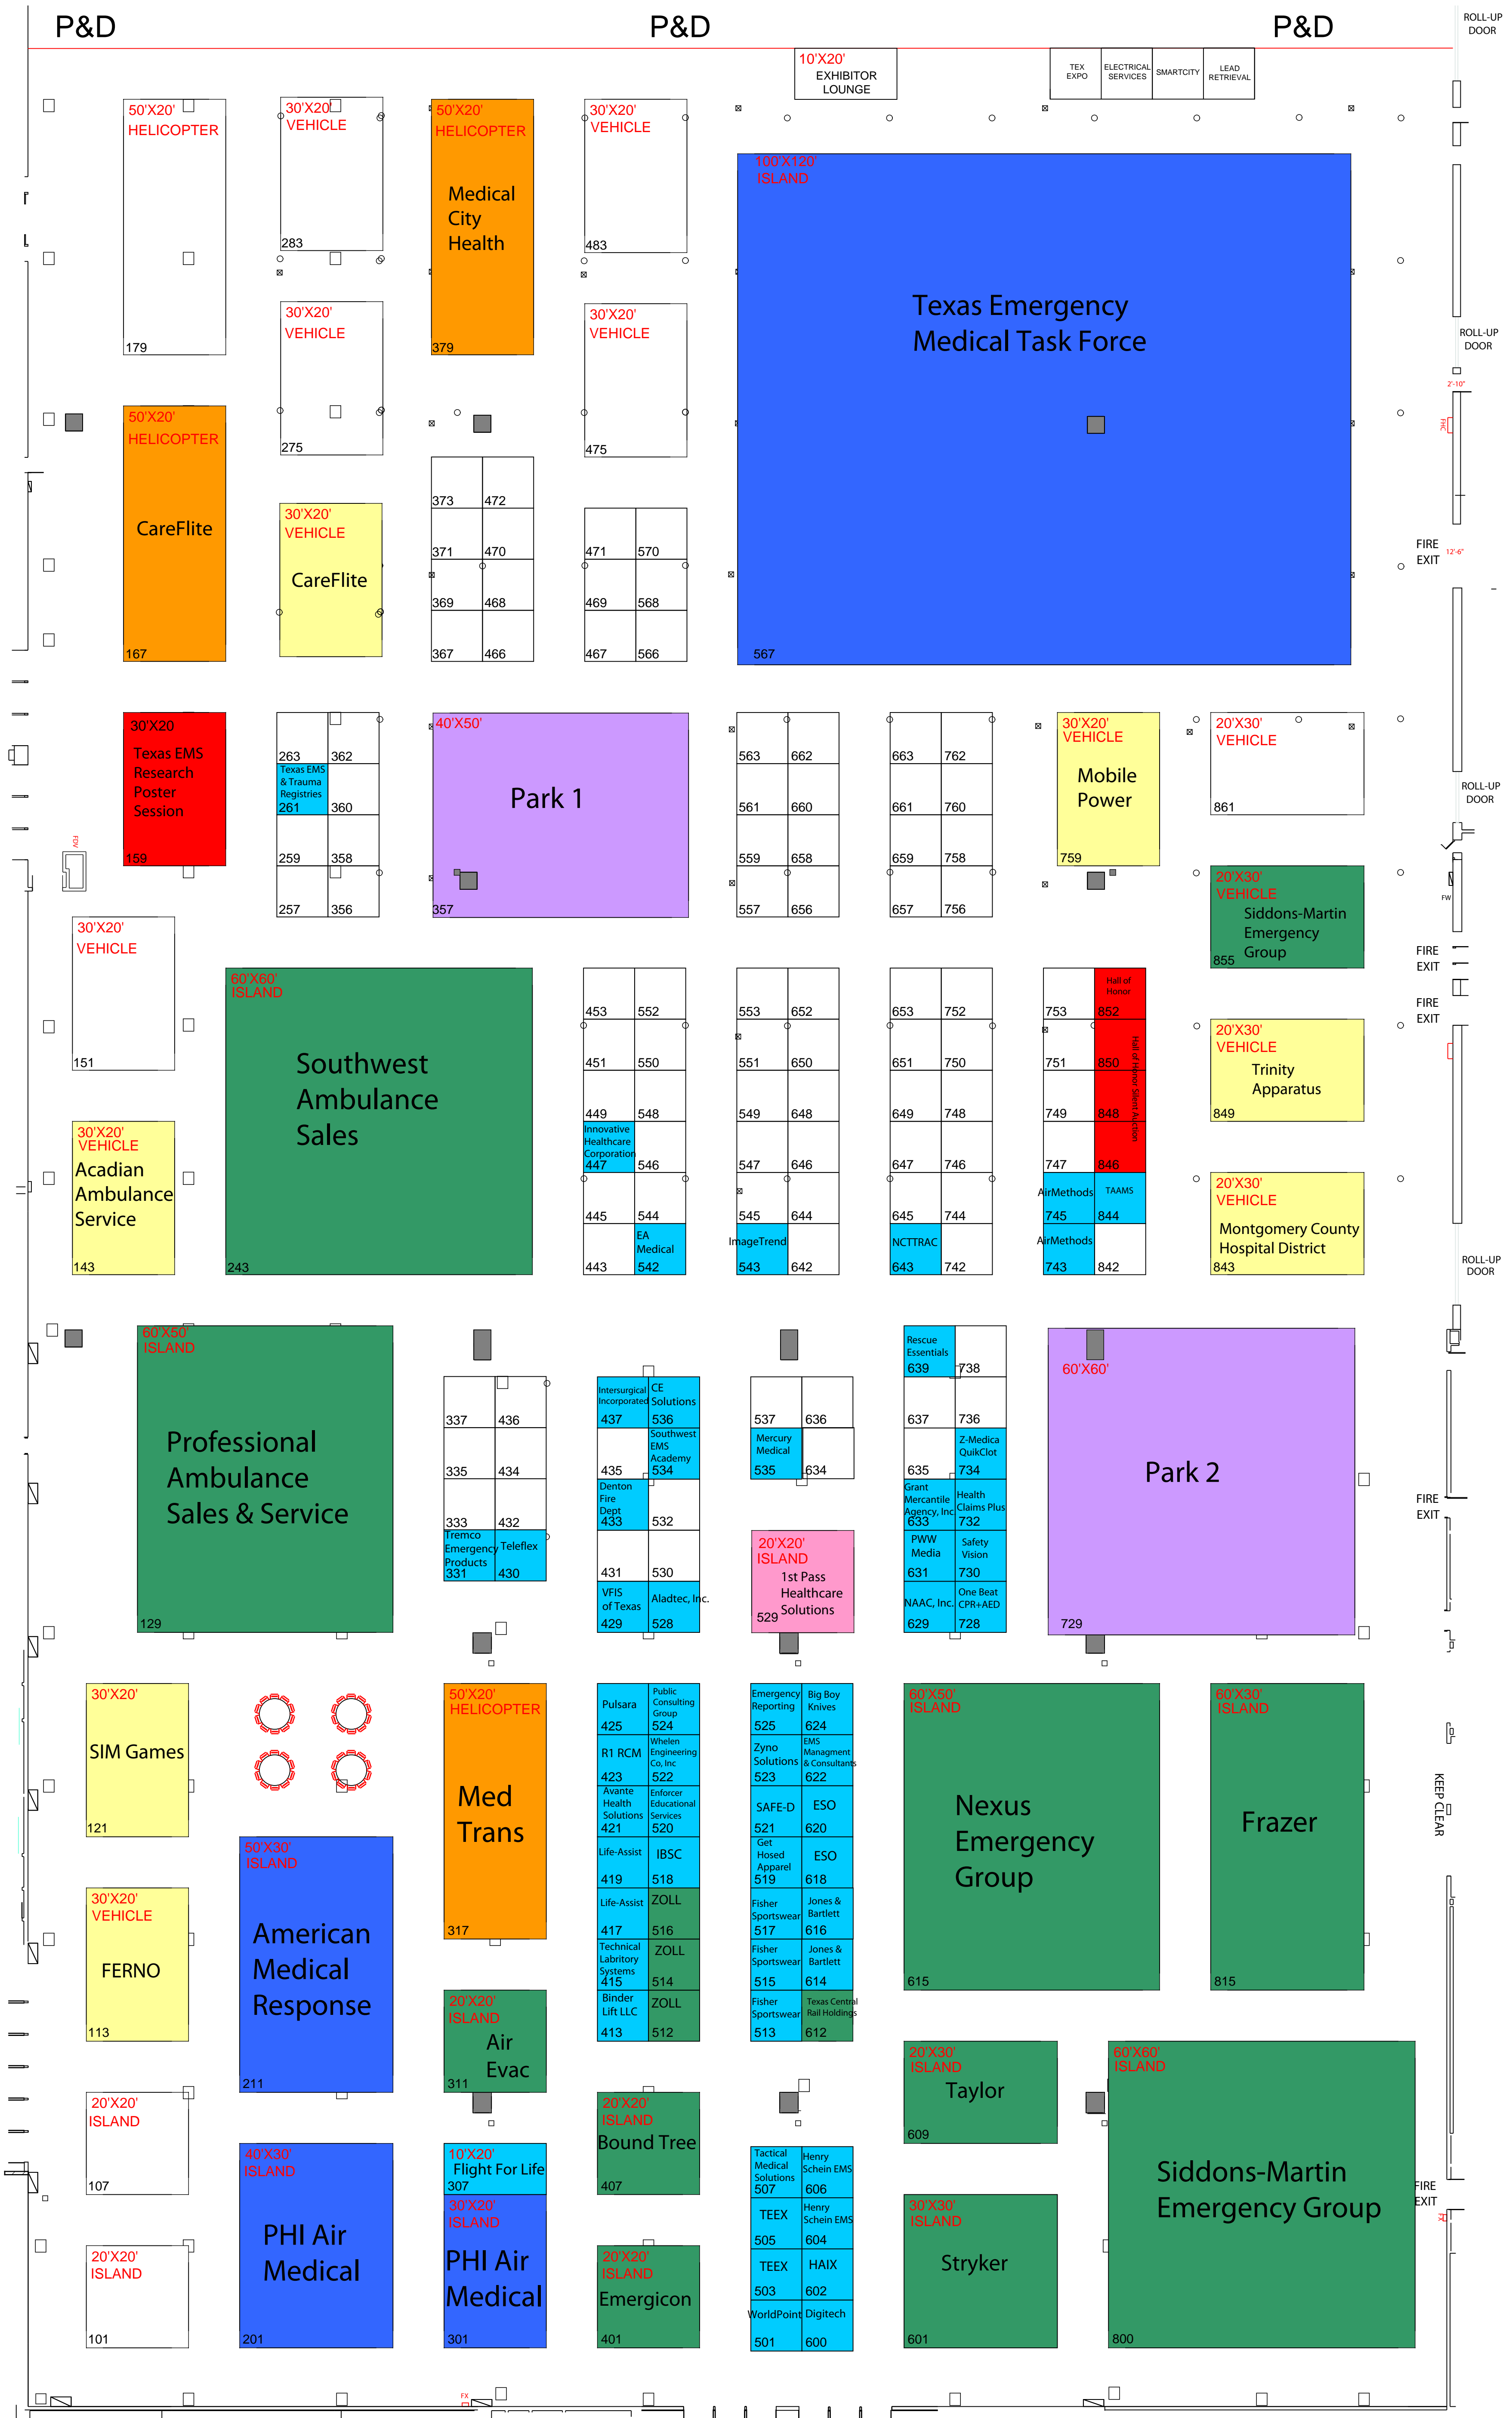 P&D
P&D
P&D
ROLL-UP
DOOR
10'X20'
EXHIBITOR
LOUNGE
TEX
EXPO
ELECTRICAL
SERVICES
SMARTCITY
LEAD
RETRIEVAL
50'X20'
HELICOPTER
179
30'X20'
VEHICLE
283
50'X20'
HELICOPTER
Medical
City
Health
379
30'X20'
VEHICLE
483
100'X120'
ISLAND
Texas Emergency
Medical Task Force
567
30'X20'
VEHICLE
275
30'X20'
VEHICLE
475
ROLL-UP
DOOR
2'-10"
FHC
50'X20'
HELICOPTER
CareFlite
167
30'X20'
VEHICLE
CareFlite
373
472
371
470
369
468
367
466
471
570
469
568
467
566
FIRE
EXIT
12'-6"
30'X20
Texas EMS
Research
Poster
Session
159
263
362
Texas EMS
& Trauma
Registries
261
360
259
358
257
356
40'X50'
Park 1
357
563
662
561
660
559
658
557
656
663
762
661
760
659
758
657
756
30'X20'
VEHICLE
Mobile
Power
759
20'X30'
VEHICLE
861
ROLL-UP
DOOR
FDV
20'X30'
VEHICLE
Siddons-Martin
Emergency
Group
855
FW
FIRE
EXIT
FIRE
EXIT
30'X20'
VEHICLE
151
60'X60'
ISLAND
Southwest
Ambulance
Sales
243
453
552
451
550
449
548
Innovative
Healthcare
Corporation
447
546
445
544
443
EA
Medical
542
553
652
551
650
549
648
547
646
545
644
ImageTrend
543
642
653
752
651
750
649
748
647
746
645
744
NCTTRAC
643
742
753
Hall of
Honor
852
751
850
Hall of Honor Silent Auction
749
848
747
846
AirMethods
745
TAAMS
844
AirMethods
743
842
20'X30'
VEHICLE
Trinity
Apparatus
849
30'X20'
VEHICLE
Acadian
Ambulance
Service
143
20'X30'
VEHICLE
Montgomery County
Hospital District
843
ROLL-UP
DOOR
60'X50'
ISLAND
Professional
Ambulance
Sales & Service
129
337
436
335
434
333
432
Tremco
Emergency
Products
331
Teleflex
430
Intersurgical
Incorporated
437
CE
Solutions
536
435
Southwest
EMS
Academy
534
Denton
Fire
Dept
433
532
431
530
VFIS
of Texas
429
Aladtec, Inc.
528
537
636
Mercury
Medical
535
634
20'X20'
ISLAND
1st Pass
Healthcare
Solutions
529
Rescue
Essentials
639
738
637
736
635
Z-Medica
QuikClot
734
Grant
Mercantile
Agency, Inc.
633
Health
Claims Plus
732
PWW
Media
631
Safety
Vision
730
NAAC, Inc.
629
One Beat
CPR+AED
728
60'X60'
Park 2
729
FIRE
EXIT
30'X20'
SIM Games
121
50'X20'
HELICOPTER
Med
Trans
317
Pulsara
425
Public
Consulting
Group
524
R1 RCM
423
Whelen
Engineering
Co, Inc
522
Avante
Health
Solutions
421
Enforcer
Educational
Services
520
Life-Assist
419
IBSC
518
Life-Assist
417
ZOLL
516
Technical
Labritory
Systems
415
ZOLL
514
Binder
Lift LLC
413
ZOLL
512
Emergency
Reporting
525
Big Boy
Knives
624
Zyno
Solutions
523
EMS
Managment
& Consultants
622
SAFE-D
521
ESO
620
Get
Hosed
Apparel
519
ESO
618
Fisher
Sportswear
517
Jones &
Bartlett
616
Fisher
Sportswear
515
Jones &
Bartlett
614
Fisher
Sportswear
513
Texas Central
Rail Holdings
612
60'X50'
ISLAND
Nexus
Emergency
Group
615
60'X30'
ISLAND
Frazer
815
KEEP CLEAR
50'X30'
ISLAND
American
Medical
Response
211
30'X20'
VEHICLE
FERNO
113
20'X20'
ISLAND
Air
Evac
311
20'X30'
ISLAND
Taylor
609
60'X60'
ISLAND
Siddons-Martin
Emergency Group
800
20'X20'
ISLAND
107
40'X30'
ISLAND
PHI Air
Medical
201
10'X20'
Flight For Life
307
30'X20'
ISLAND
PHI Air
Medical
301
20'X20'
ISLAND
Bound Tree
407
Tactical
Medical
Solutions
507
Henry
Schein EMS
606
TEEX
505
Henry
Schein EMS
604
TEEX
503
HAIX
602
WorldPoint
501
Digitech
600
30'X30'
ISLAND
Stryker
601
FIRE
EXIT
FX
20'X20'
ISLAND
101
20'X20'
ISLAND
Emergicon
401
FX